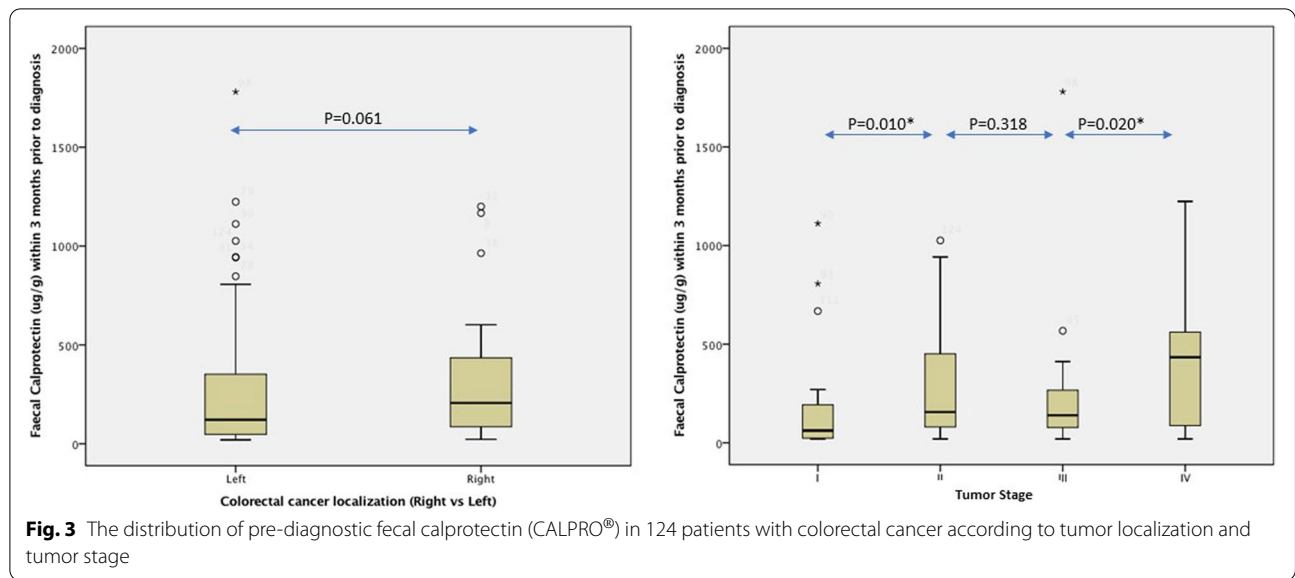 Faecal Calprotectin (ug/g) within 3 months prior to diagnosis
2000
1500
1000
500
0
P=0.061
Left
Right
Colorectal cancer localization (Right vs Left)
Faecal Calprotectin (ug/g) within 3 months prior to diagnosis
2000
1500
1000
500
0
P=0.010*
P=0.318
P=0.020*
124
I
II
III
IV
Tumor Stage
Fig. 3 The distribution of pre-diagnostic fecal calprotectin (CALPRO®) in 124 patients with colorectal cancer according to tumor localization and
tumor stage